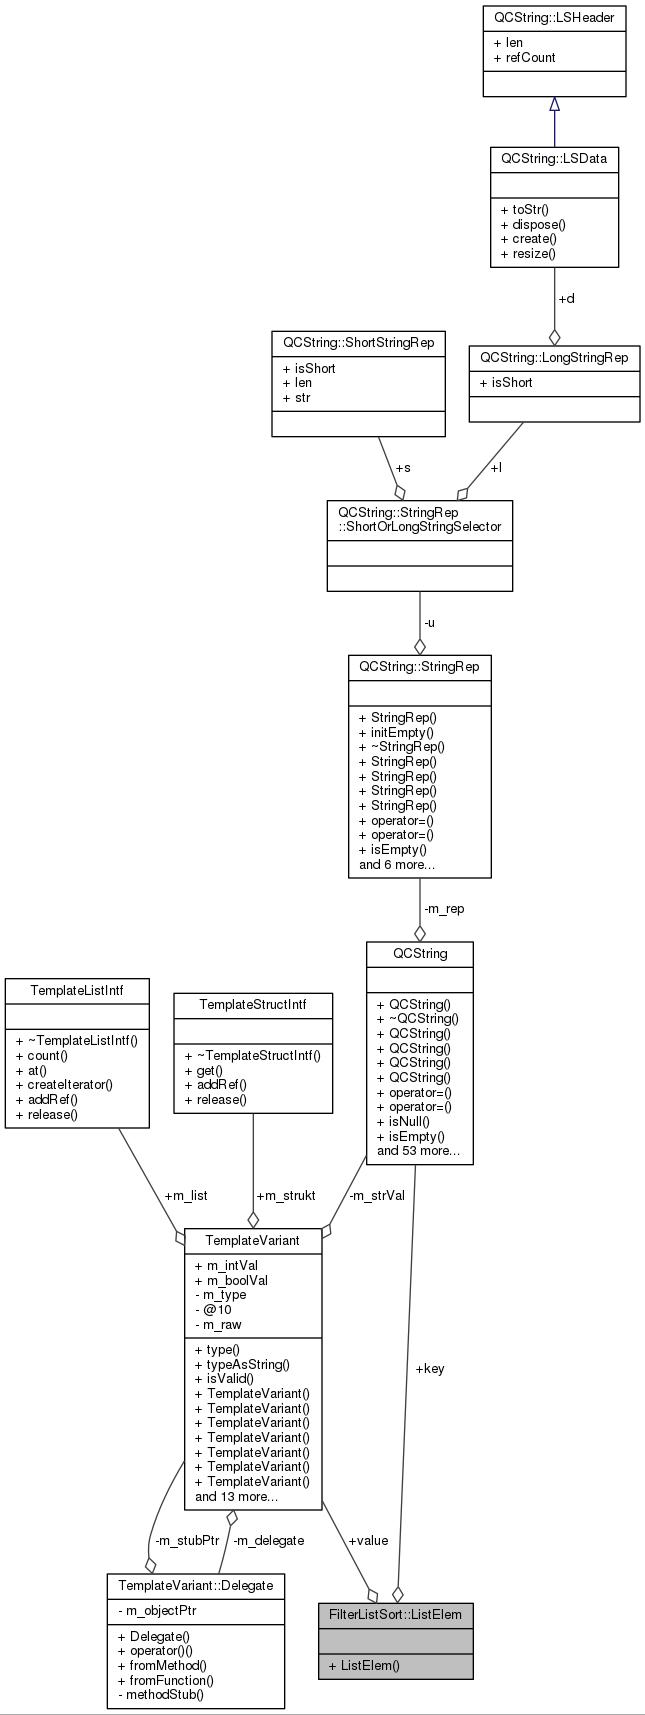 QCString::LSHeader
+ len
+ refCount
QCString::LSData
+ toStr()
+ dispose()
+ create()
+ resize()
+d
QCString::ShortStringRep
+ isShort
+ len
+ str
QCString::LongStringRep
+ isShort
+s
+l
QCString::StringRep
::ShortOrLongStringSelector
-u
QCString::StringRep
+ StringRep()
+ initEmpty()
+ ~StringRep()
+ StringRep()
+ StringRep()
+ StringRep()
+ StringRep()
+ operator=()
+ operator=()
+ isEmpty()
and 6 more...
-m_rep
QCString
+ QCString()
+ ~QCString()
+ QCString()
+ QCString()
+ QCString()
+ QCString()
+ operator=()
+ operator=()
+ isNull()
+ isEmpty()
and 53 more...
TemplateListIntf
+ ~TemplateListIntf()
+ count()
+ at()
+ createIterator()
+ addRef()
+ release()
TemplateStructIntf
+ ~TemplateStructIntf()
+ get()
+ addRef()
+ release()
+m_list
+m_strukt
-m_strVal
TemplateVariant
+ m_intVal
+ m_boolVal
- m_type
- @10
- m_raw
+ type()
+ typeAsString()
+ isValid()
+ TemplateVariant()
+ TemplateVariant()
+ TemplateVariant()
+ TemplateVariant()
+ TemplateVariant()
+ TemplateVariant()
+ TemplateVariant()
and 13 more...
+key
-m_stubPtr
-m_delegate
+value
TemplateVariant::Delegate
- m_objectPtr
+ Delegate()
+ operator()()
+ fromMethod()
+ fromFunction()
- methodStub()
FilterListSort::ListElem
+ ListElem()